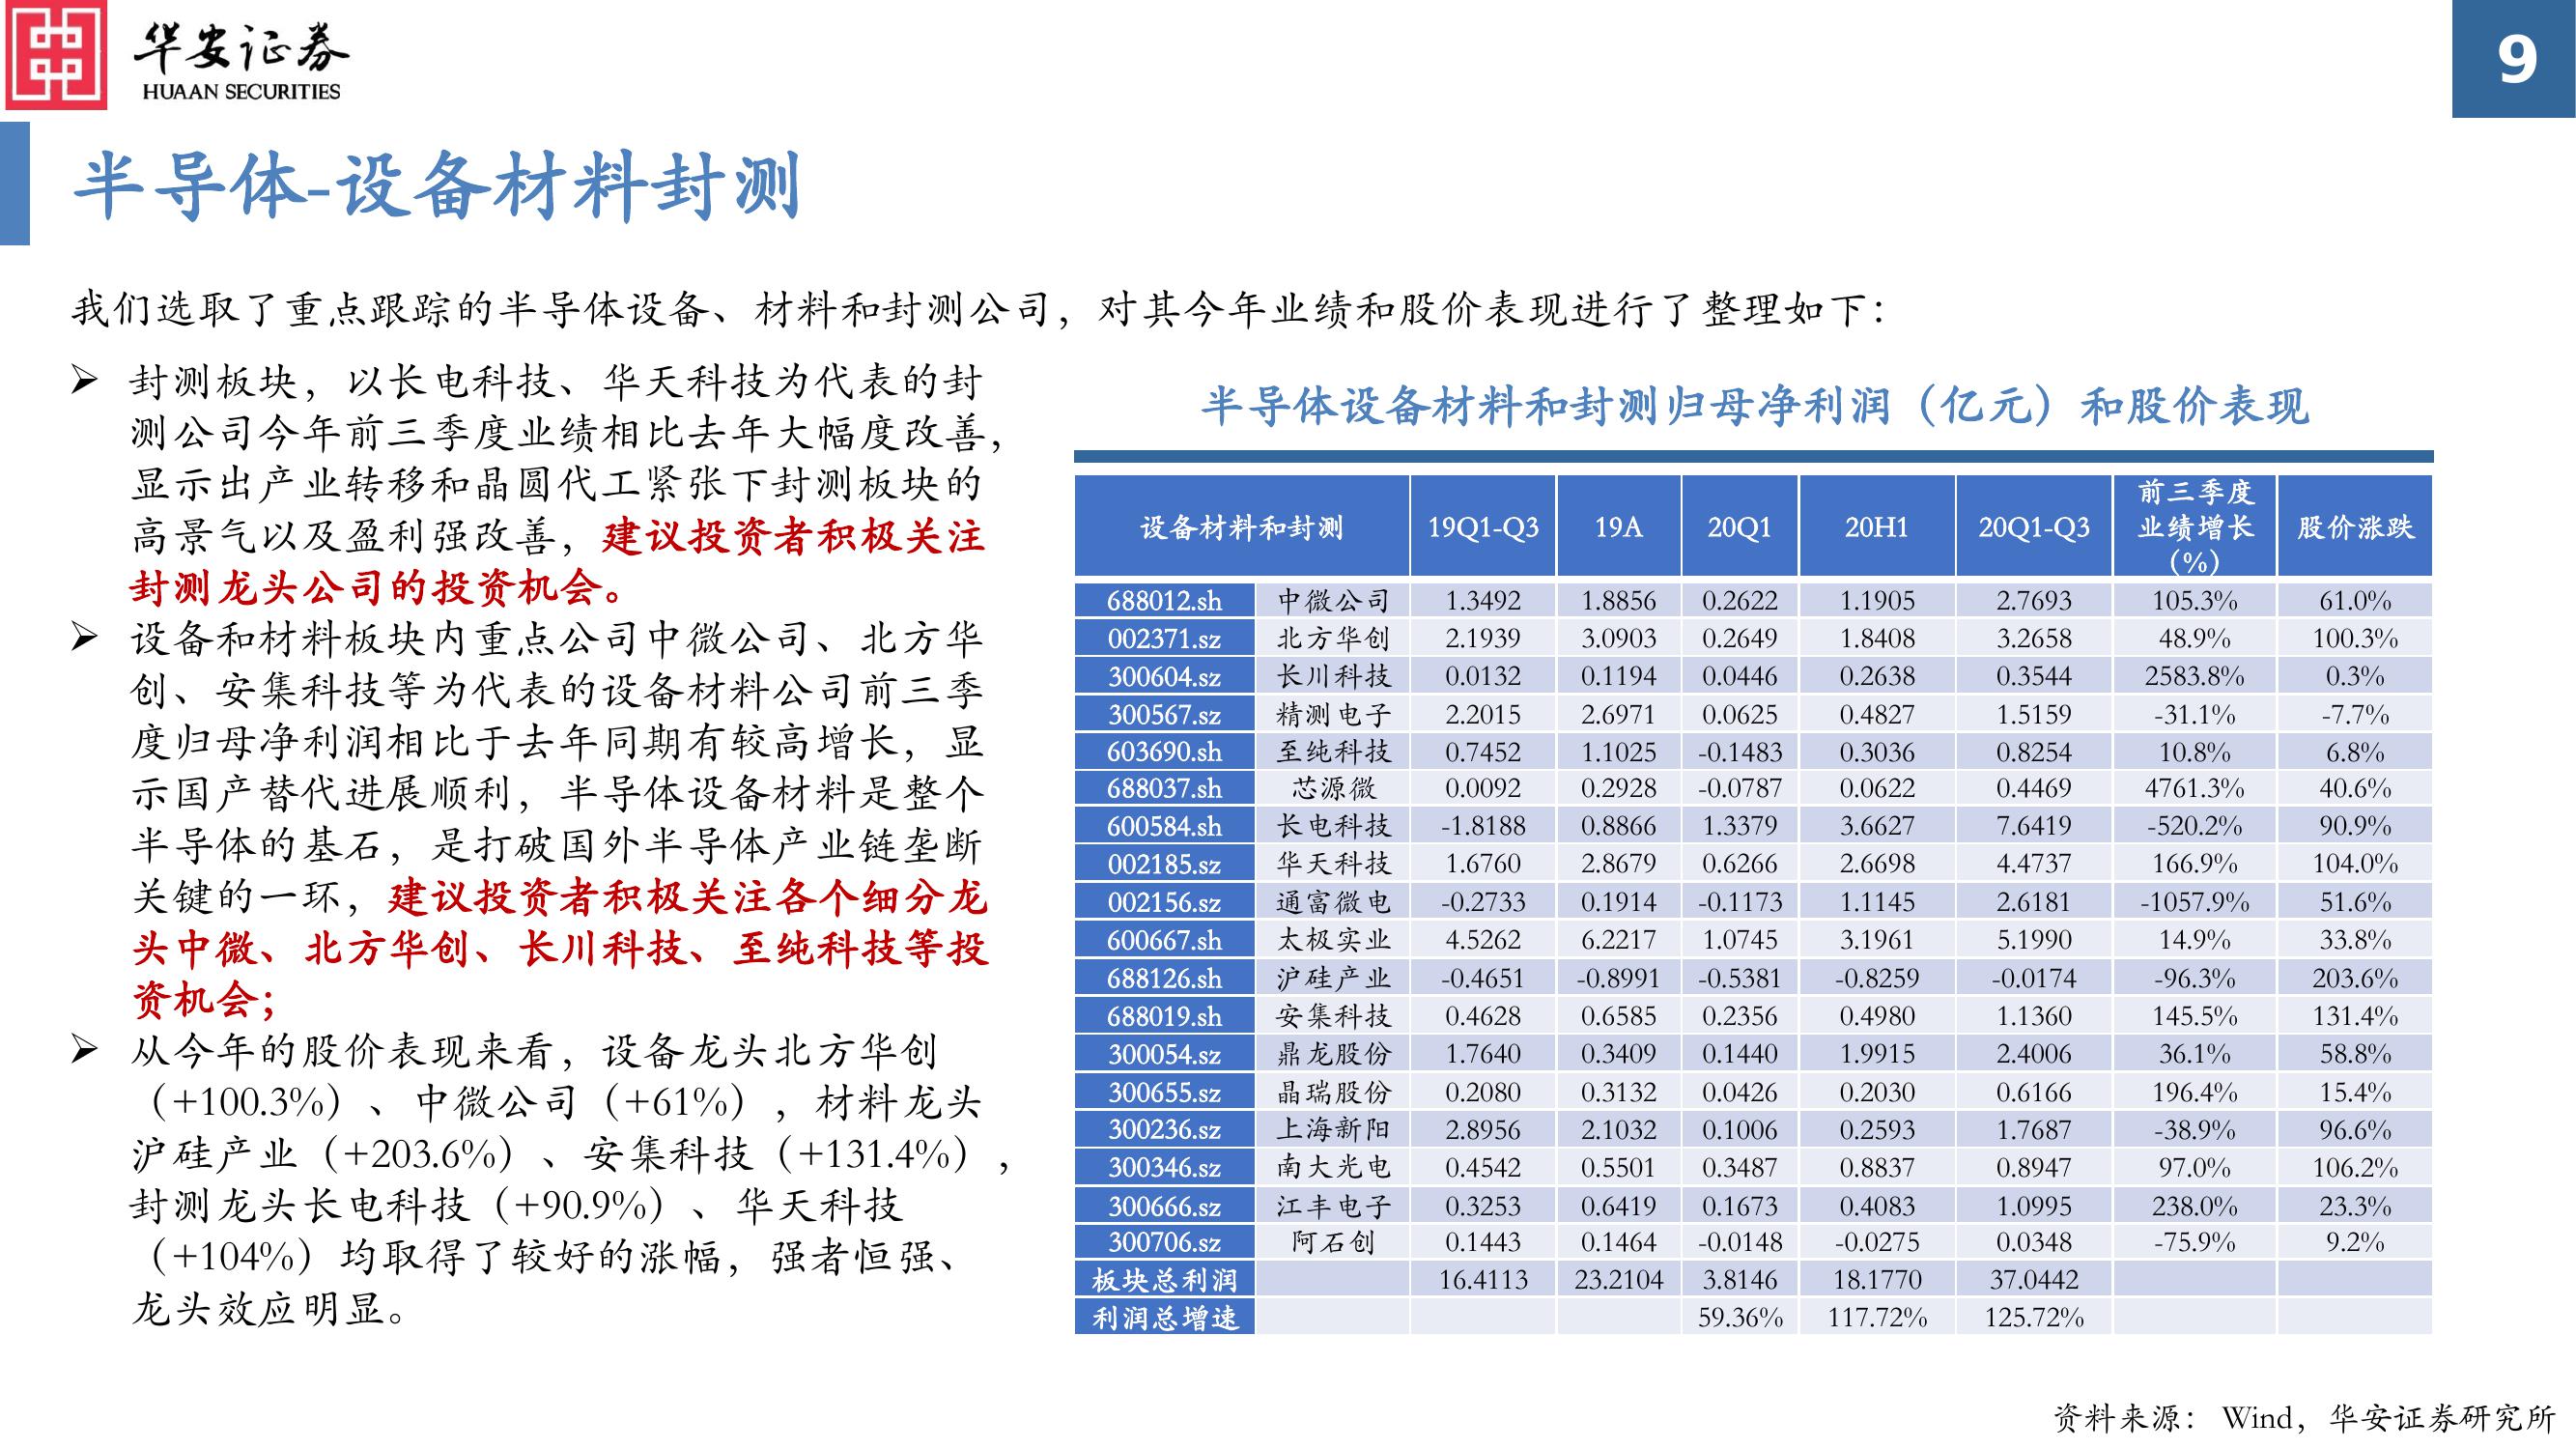 华安证券
HUAAN SECURITIES
9
半导体-设备材料封测
我们选取了重点跟踪的半导体设备、材料和封测公司，对其今年业绩和股价表现进行了整理如下：
➢ 封测板块，以长电科技、华天科技为代表的封
测公司今年前三季度业绩相比去年大幅度改善，
显示出产业转移和晶圆代工紧张下封测板块的
高景气以及盈利强改善，建议投资者积极关注
封测龙头公司的投资机会。
➢ 设备和材料板块内重点公司中微公司、北方华
创、安集科技等为代表的设备材料公司前三季
度归母净利润相比于去年同期有较高增长，显
示国产替代进展顺利，半导体设备材料是整个
半导体的基石，是打破国外半导体产业链垄断
关键的一环，建议投资者积极关注各个细分龙
头中微、北方华创、长川科技、至纯科技等投
资机会；
➢ 从今年的股价表现来看，设备龙头北方华创
（+100.3%）、中微公司（+61%），材料龙头
沪硅产业（+203.6%）、安集科技（+131.4%），
封测龙头长电科技（+90.9%）、华天科技
（+104%）均取得了较好的涨幅，强者恒强、
龙头效应明显。
半导体设备材料和封测归母净利润（亿元）和股价表现
设备材料和封测 19Q1-Q3 19A 20Q1 20H1 20Q1-Q3 前三季度业绩增长（%） 股价涨跌
688012.sh 中微公司 1.3492 1.8856 0.2622 1.1905 2.7693 105.3% 61.0%
002371.sz 北方华创 2.1939 3.0903 0.2649 1.8408 3.2658 48.9% 100.3%
300604.sz 长川科技 0.0132 0.1194 0.0446 0.2638 0.3544 2583.8% 0.3%
300567.sz 精测电子 2.2015 2.6971 0.0625 0.4827 1.5159 -31.1% -7.7%
603690.sh 至纯科技 0.7452 1.1025 -0.1483 0.3036 0.8254 10.8% 6.8%
688037.sh 芯源微 0.0092 0.2928 -0.0787 0.0622 0.4469 4761.3% 40.6%
600584.sh 长电科技 -1.8188 0.8866 1.3379 3.6627 7.6419 -520.2% 90.9%
002185.sz 华天科技 1.6760 2.8679 0.6266 2.6698 4.4737 166.9% 104.0%
002156.sz 通富微电 -0.2733 0.1914 -0.1173 1.1145 2.6181 -1057.9% 51.6%
600667.sh 太极实业 4.5262 6.2217 1.0745 3.1961 5.1990 14.9% 33.8%
688126.sh 沪硅产业 -0.4651 -0.8991 -0.5381 -0.8259 -0.0174 -96.3% 203.6%
688019.sh 安集科技 0.4628 0.6585 0.2356 0.4980 1.1360 145.5% 131.4%
300054.sz 鼎龙股份 1.7640 0.3409 0.1440 1.9915 2.4006 36.1% 58.8%
300655.sz 晶瑞股份 0.2080 0.3132 0.0426 0.2030 0.6166 196.4% 15.4%
300236.sz 上海新阳 2.8956 2.1032 0.1006 0.2593 1.7687 -38.9% 96.6%
300346.sz 南大光电 0.4542 0.5501 0.3487 0.8837 0.8947 97.0% 106.2%
300666.sz 江丰电子 0.3253 0.6419 0.1673 0.4083 1.0995 238.0% 23.3%
300706.sz 阿石创 0.1443 0.1464 -0.0148 -0.0275 0.0348 -75.9% 9.2%
板块总利润 16.4113 23.2104 3.8146 18.1770 37.0442
利润总增速 59.36% 117.72% 125.72%
资料来源： Wind，华安证券研究所